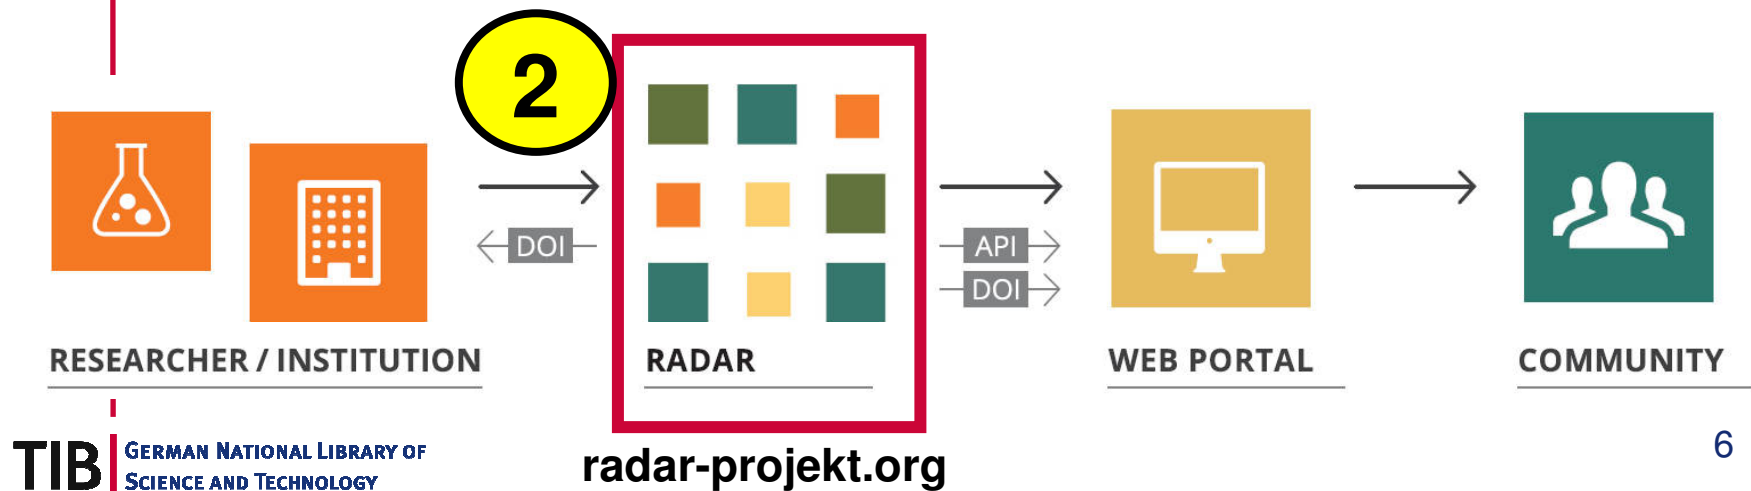 2
DOI
API
DOI
RESEARCHER / INSTITUTION
RADAR
WEB PORTAL
COMMUNITY
TIB
GERMAN NATIONAL LIBRARY OF
SCIENCE AND TECHNOLOGY
radar-projekt.org
6